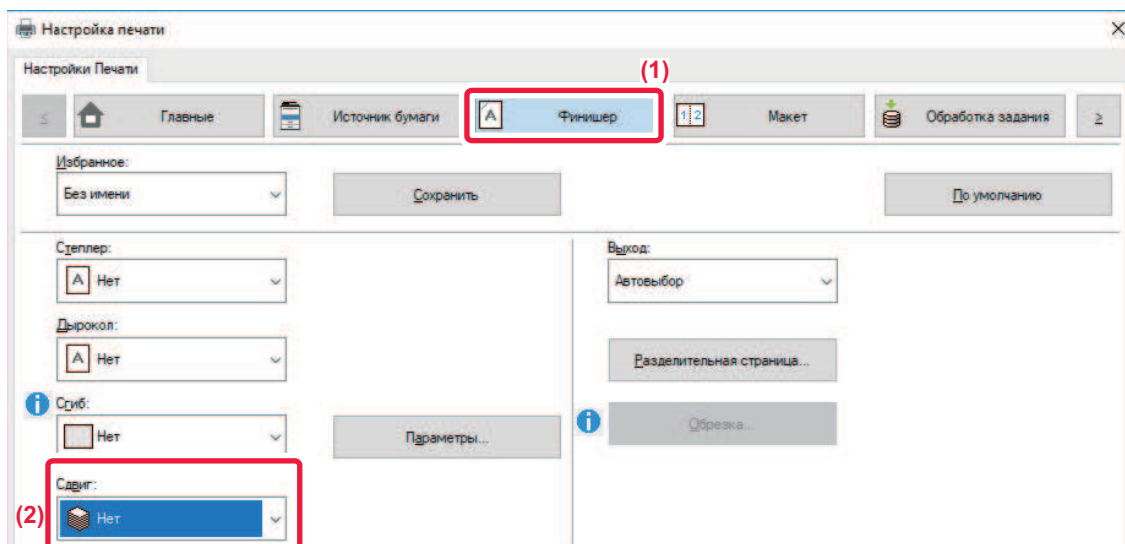 Настройка печати
Настройки Печати
(1)
Главные
Источник бумаги
A
Финишер
1 2
Макет
Обработка задания
Избранное:
Без имени
Сохранить
По умолчанию
Степлер:
A Нет
Выход:
Автовыбор
Дырокол:
A Нет
Разделительная страница...
Сгиб:
Нет
Параметры...
Обрезка...
Сдвиг:
(2)
Нет